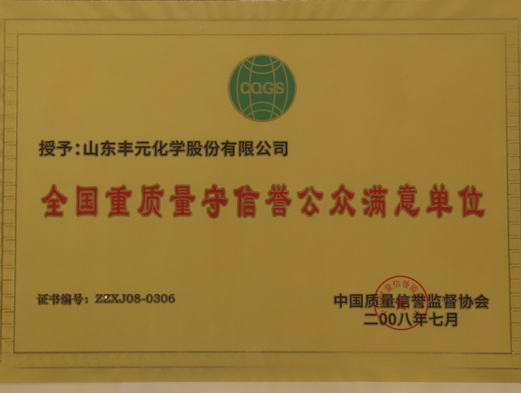 CQGS
授予：山东丰元化学股份有限公司
全国重质量守信誉公众满意单位
证书编号：ZZXJ08-0306
中国质量信誉监督协会
二00八年七月